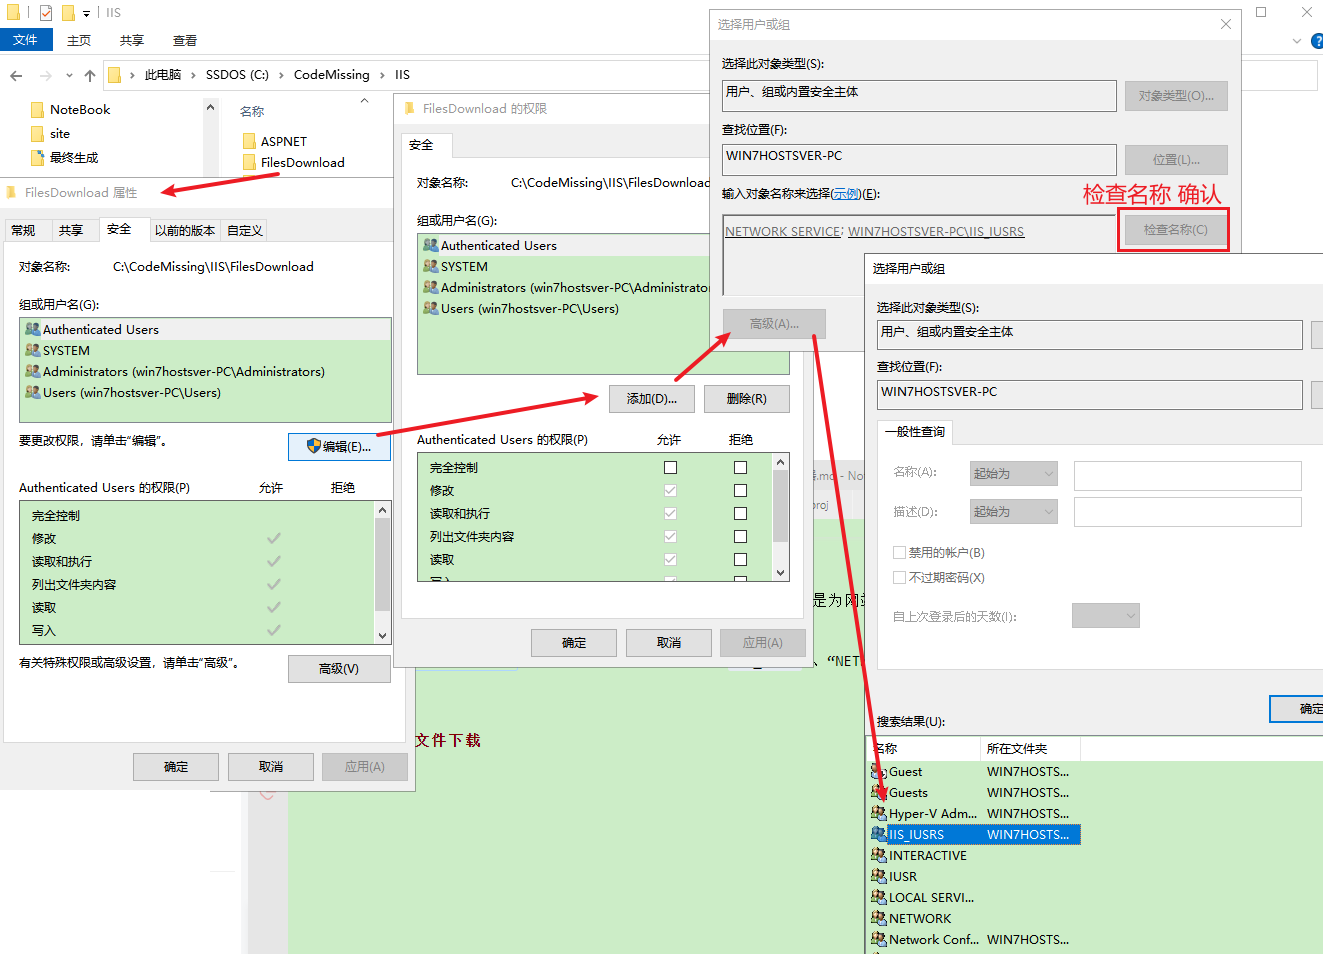 IIS
文件
主页
共享
查看
此电脑
SSDOS (C:)
CodeMissing
IIS
NoteBook
site
最终生成
名称
ASPNET
FilesDownload
FilesDownload 属性
常规
共享
安全
以前的版本
自定义
对象名称:
C:\CodeMissing\IIS\FilesDownload
组或用户名(G):
Authenticated Users
SYSTEM
Administrators (win7hostsver-PC\Administrators)
Users (win7hostsver-PC\Users)
要更改权限，请单击“编辑”。
编辑(E)...
Authenticated Users 的权限(P)
允许
拒绝
完全控制
修改
读取和执行
列出文件夹内容
读取
写入
有关特殊权限或高级设置，请单击“高级”。
高级(V)
确定
取消
应用(A)
FilesDownload 的权限
安全
对象名称:
C:\CodeMissing\IIS\FilesDownload
组或用户名(G):
Authenticated Users
SYSTEM
Administrators (win7hostsver-PC\Administrator
Users (win7hostsver-PC\Users)
添加(D)...
删除(R)
Authenticated Users 的权限(P)
允许
拒绝
完全控制
修改
读取和执行
列出文件夹内容
读取
写入
确定
取消
应用(A)
选择用户或组
选择此对象类型(S):
用户、组或内置安全主体
对象类型(O)...
查找位置(F):
WIN7HOSTSVER-PC
位置(L)...
输入对象名称来选择(示例)(E):
检查名称 确认
NETWORK SERVICE; WIN7HOSTSVER-PC\IIS_IUSRS
检查名称(C)
高级(A)...
选择用户或组
选择此对象类型(S):
用户、组或内置安全主体
查找位置(F):
WIN7HOSTSVER-PC
一般性查询
名称(A):
起始为
描述(D):
起始为
禁用的帐户(B)
不过期密码(X)
自上次登录后的天数(I):
确定
搜索结果(U):
名称
所在文件夹
Guest WIN7HOSTS...
Guests WIN7HOSTS...
Hyper-V Adm... WIN7HOSTS...
IIS_IUSRS WIN7HOSTS...
INTERACTIVE
IUSR
LOCAL SERVI...
NETWORK
Network Conf... WIN7HOSTS...
.md - No
roj
是为网
、“NET
文件下载